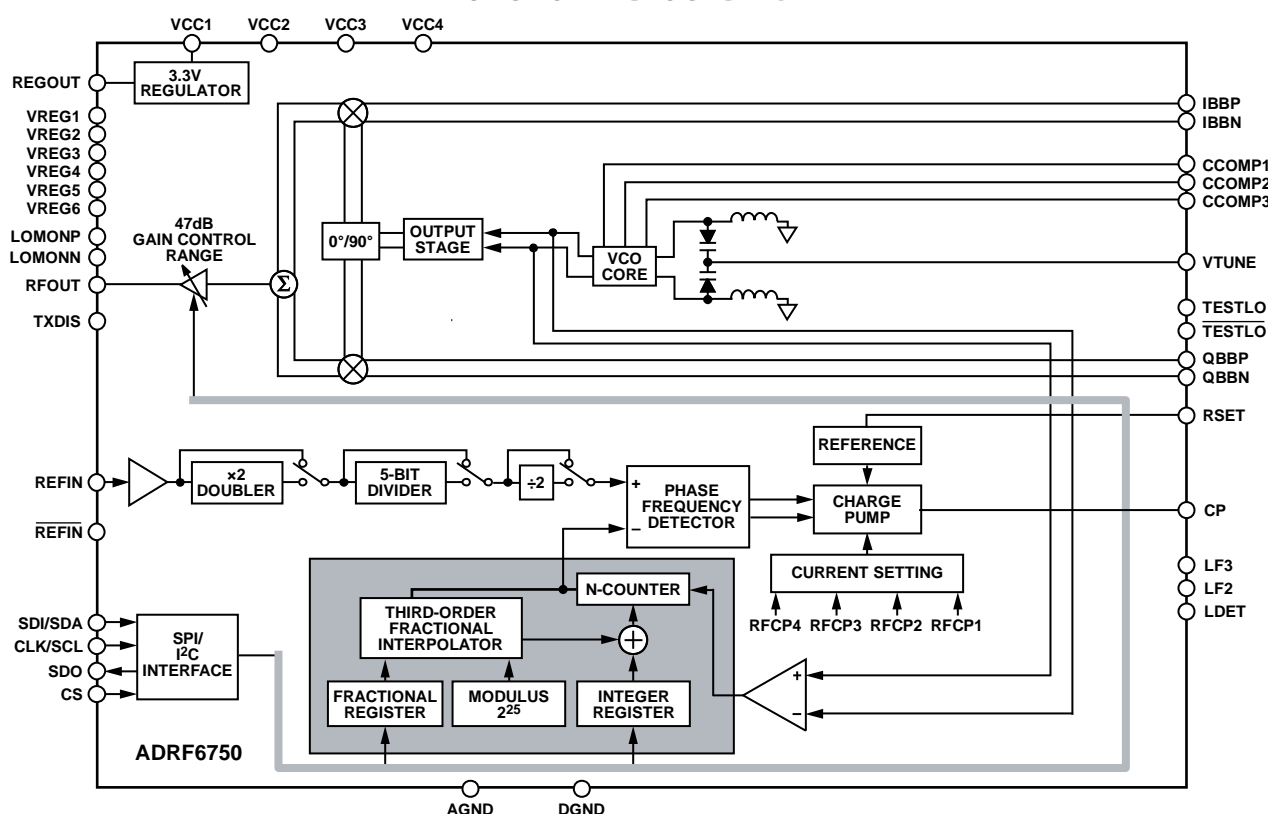 VCC1
VCC2
VCC3
VCC4
REGOUT
3.3V
REGULATOR
VREG1
VREG2
VREG3
VREG4
VREG5
VREG6
LOMONP
LOMONN
RFOUT
TXDIS
47dB
GAIN CONTROL
RANGE
Σ
0°/90°
OUTPUT
STAGE
VCO
CORE
IBBP
IBBN
CCOMP1
CCOMP2
CCOMP3
VTUNE
TESTLO
TESTLO
QBBP
QBBN
RSET
REFERENCE
REFIN
×2
DOUBLER
5-BIT
DIVIDER
÷2
+
–
PHASE
FREQUENCY
DETECTOR
CHARGE
PUMP
CP
REFIN
CURRENT SETTING
RFCP4
RFCP3
RFCP2
RFCP1
LF3
LF2
LDET
N-COUNTER
THIRD-ORDER
FRACTIONAL
INTERPOLATOR
+
SDI/SDA
CLK/SCL
SDO
CS
SPI/
I²C
INTERFACE
FRACTIONAL
REGISTER
MODULUS
2²⁵
INTEGER
REGISTER
+
–
ADRF6750
AGND
DGND